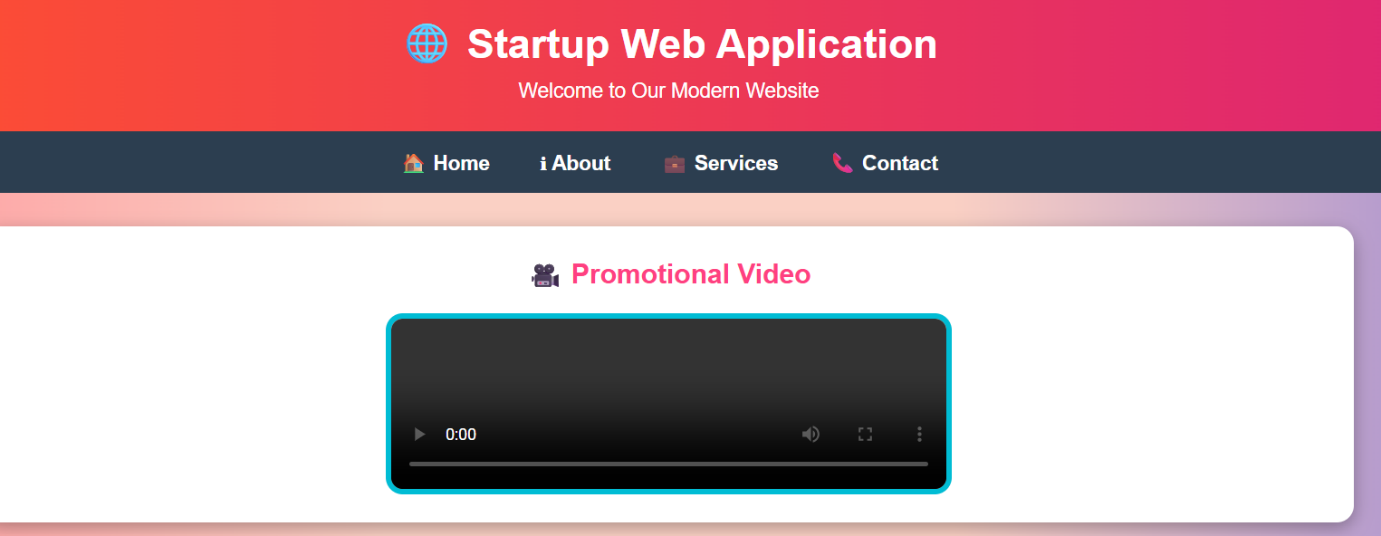 🌐 Startup Web Application
Welcome to Our Modern Website
🏠 Home ℹ About 💼 Services 📞 Contact
🎥 Promotional Video
0:00